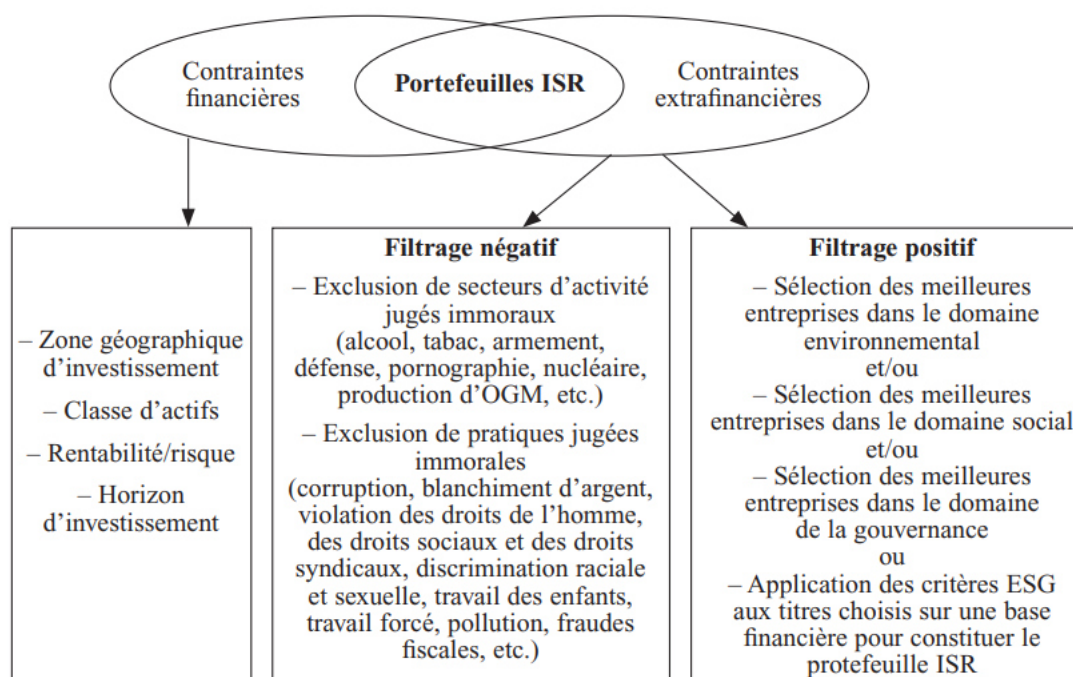 Contraintes
financières
Portefeuilles ISR
Contraintes
extrafinancières
– Zone géographique
d’investissement
– Classe d’actifs
– Rentabilité/risque
– Horizon
d’investissement
Filtrage négatif
– Exclusion de secteurs d’activité
jugés immoraux
(alcool, tabac, armement,
défense, pornographie, nucléaire,
production d’OGM, etc.)
– Exclusion de pratiques jugées
immorales
(corruption, blanchiment d’argent,
violation des droits de l’homme,
des droits sociaux et des droits
syndicaux, discrimination raciale
et sexuelle, travail des enfants,
travail forcé, pollution, fraudes
fiscales, etc.)
Filtrage positif
– Sélection des meilleures
entreprises dans le domaine
environnemental
et/ou
– Sélection des meilleures
entreprises dans le domaine social
et/ou
– Sélection des meilleures
entreprises dans le domaine
de la gouvernance
ou
– Application des critères ESG
aux titres choisis sur une base
financière pour constituer le
protefeuille ISR